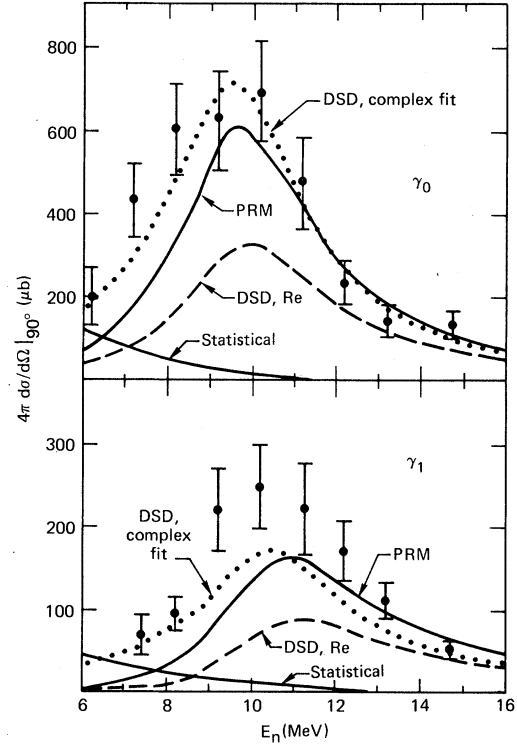 800
600
400
200
DSD, complex fit
γ0
PRM
DSD, Re
Statistical
4π dσ/dΩ|90° (μb)
300
200
100
γ1
DSD,
complex
fit
PRM
DSD, Re
Statistical
6 8 10 12 14 16
En (MeV)